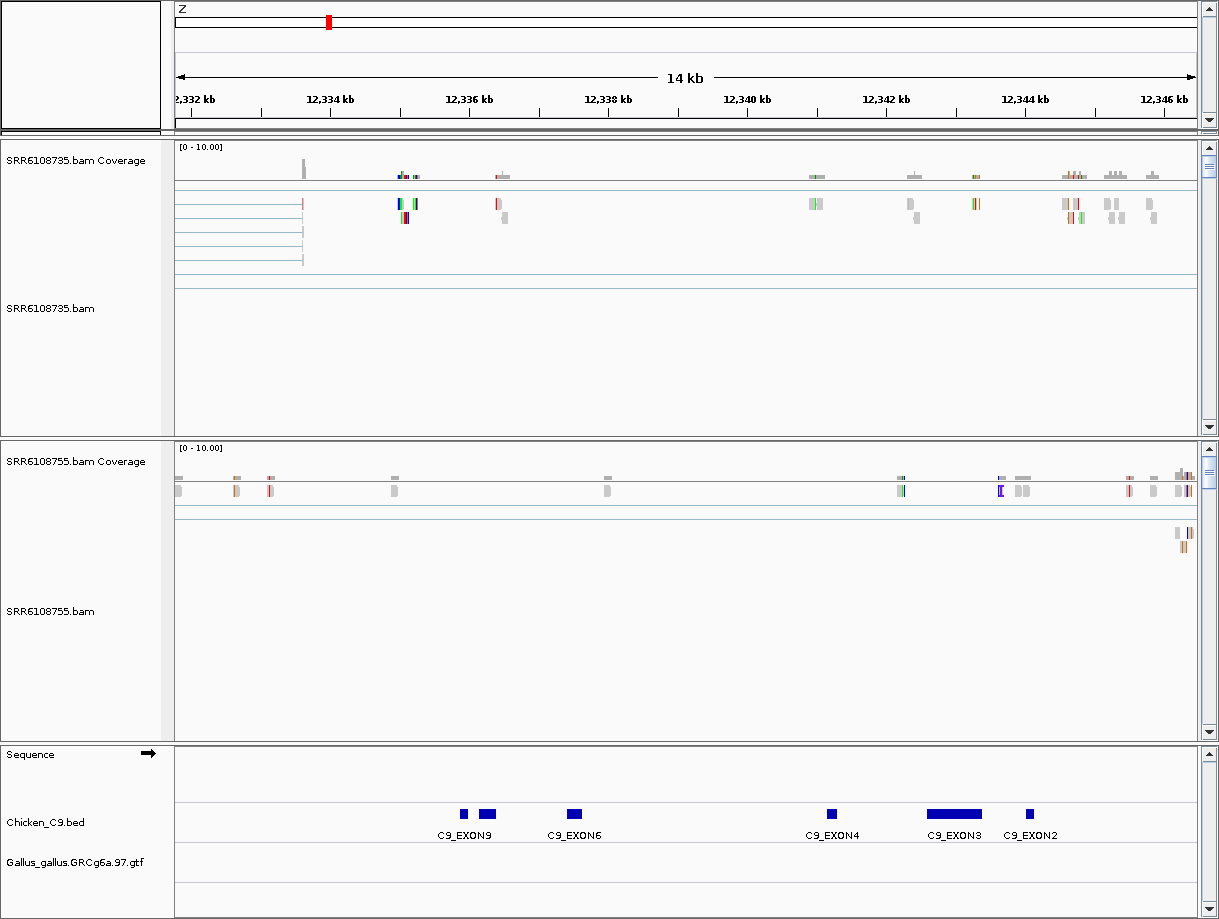 Z
14 kb
2,332 kb 12,334 kb 12,336 kb 12,338 kb 12,340 kb 12,342 kb 12,344 kb 12,346 kb
[0 - 10.00]
SRR6108735.bam Coverage
SRR6108735.bam
[0 - 10.00]
SRR6108755.bam Coverage
SRR6108755.bam
Sequence
Chicken_C9.bed
C9_EXON9 C9_EXON6 C9_EXON4 C9_EXON3 C9_EXON2
Gallus_gallus.GRCg6a.97.gtf